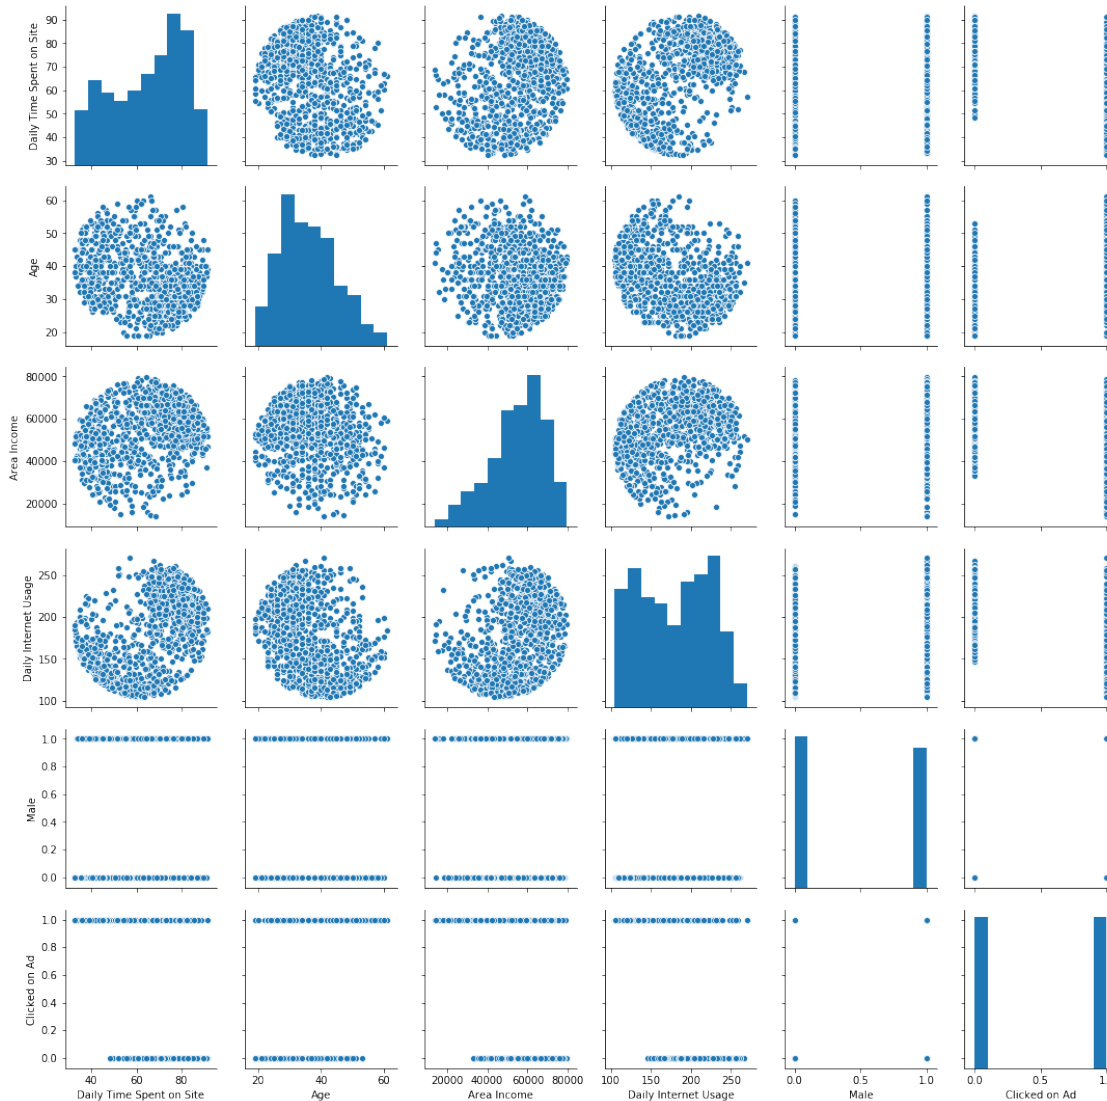 Daily Time Spent on Site
90
80
70
60
50
40
30
Age
60
50
40
30
20
Area Income
80000
60000
40000
20000
Daily Internet Usage
250
200
150
100
Male
1.0
0.8
0.6
0.4
0.2
0.0
Clicked on Ad
1.0
0.8
0.6
0.4
0.2
0.0
40 60 80
20 40 60
20000 40000 60000 80000
100 150 200 250
0.0 0.5 1.0
0.0 0.5
Daily Time Spent on Site
Age
Area Income
Daily Internet Usage
Male
Clicked on Ad